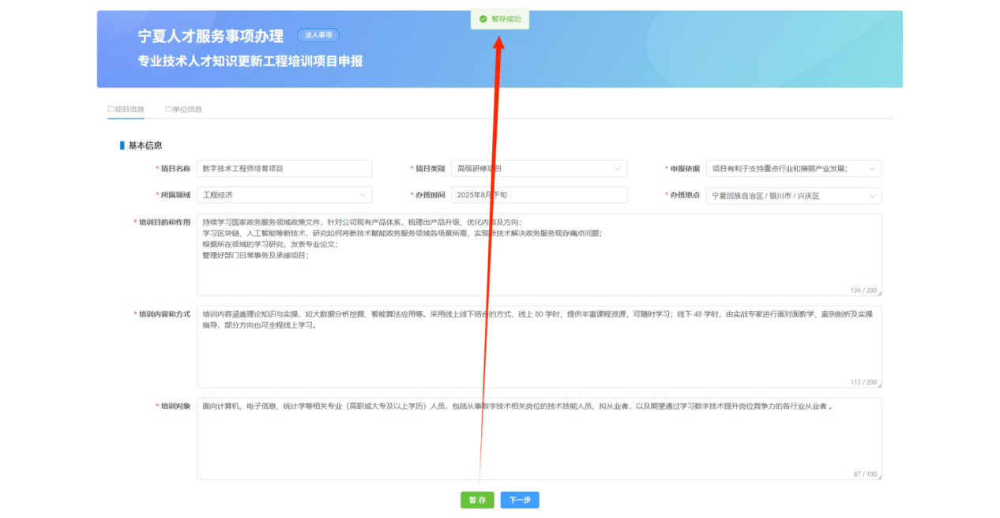 暂存成功
宁夏人才服务事项办理 法人事项
专业技术人才知识更新工程培训项目申报
项目信息 单位信息
基本信息
* 项目名称 数字技术工程师培育项目 * 项目类别 高级研修项目 * 申报依据 项目有利于支持重点行业和薄弱产业发展;
* 所属领域 工程经济 * 办班时间 2025年8月下旬 * 办班地点 宁夏回族自治区 / 银川市 / 兴庆区
* 培训目的和作用 持续学习国家政务服务领域政策文件，针对公司现有产品体系，梳理出产品升级、优化内容及方向；
学习区块链、人工智能等新技术，研究如何将新技术赋能政务服务领域各场景所需，实现新技术解决政务服务现存痛点问题；
根据所在领域的学习研究，发表专业论文；
管理好部门日常事务及承接项目；
136 / 200
* 培训内容和方式 培训内容涵盖理论知识与实操，如大数据分析挖掘、智能算法应用等。采用线上线下结合的方式，线上 80 学时，提供丰富课程资源，可随时学习；线下 48 学时，由实战专家进行面对面教学、案例剖析及实操
指导，部分方向也可全程线上学习。
112 / 200
* 培训对象 面向计算机、电子信息、统计学等相关专业（高职或大专及以上学历）人员，包括从事数字技术相关岗位的技术技能人员、拟从业者，以及期望通过学习数字技术提升岗位竞争力的各行业从业者 。
87 / 100
暂 存 下一步